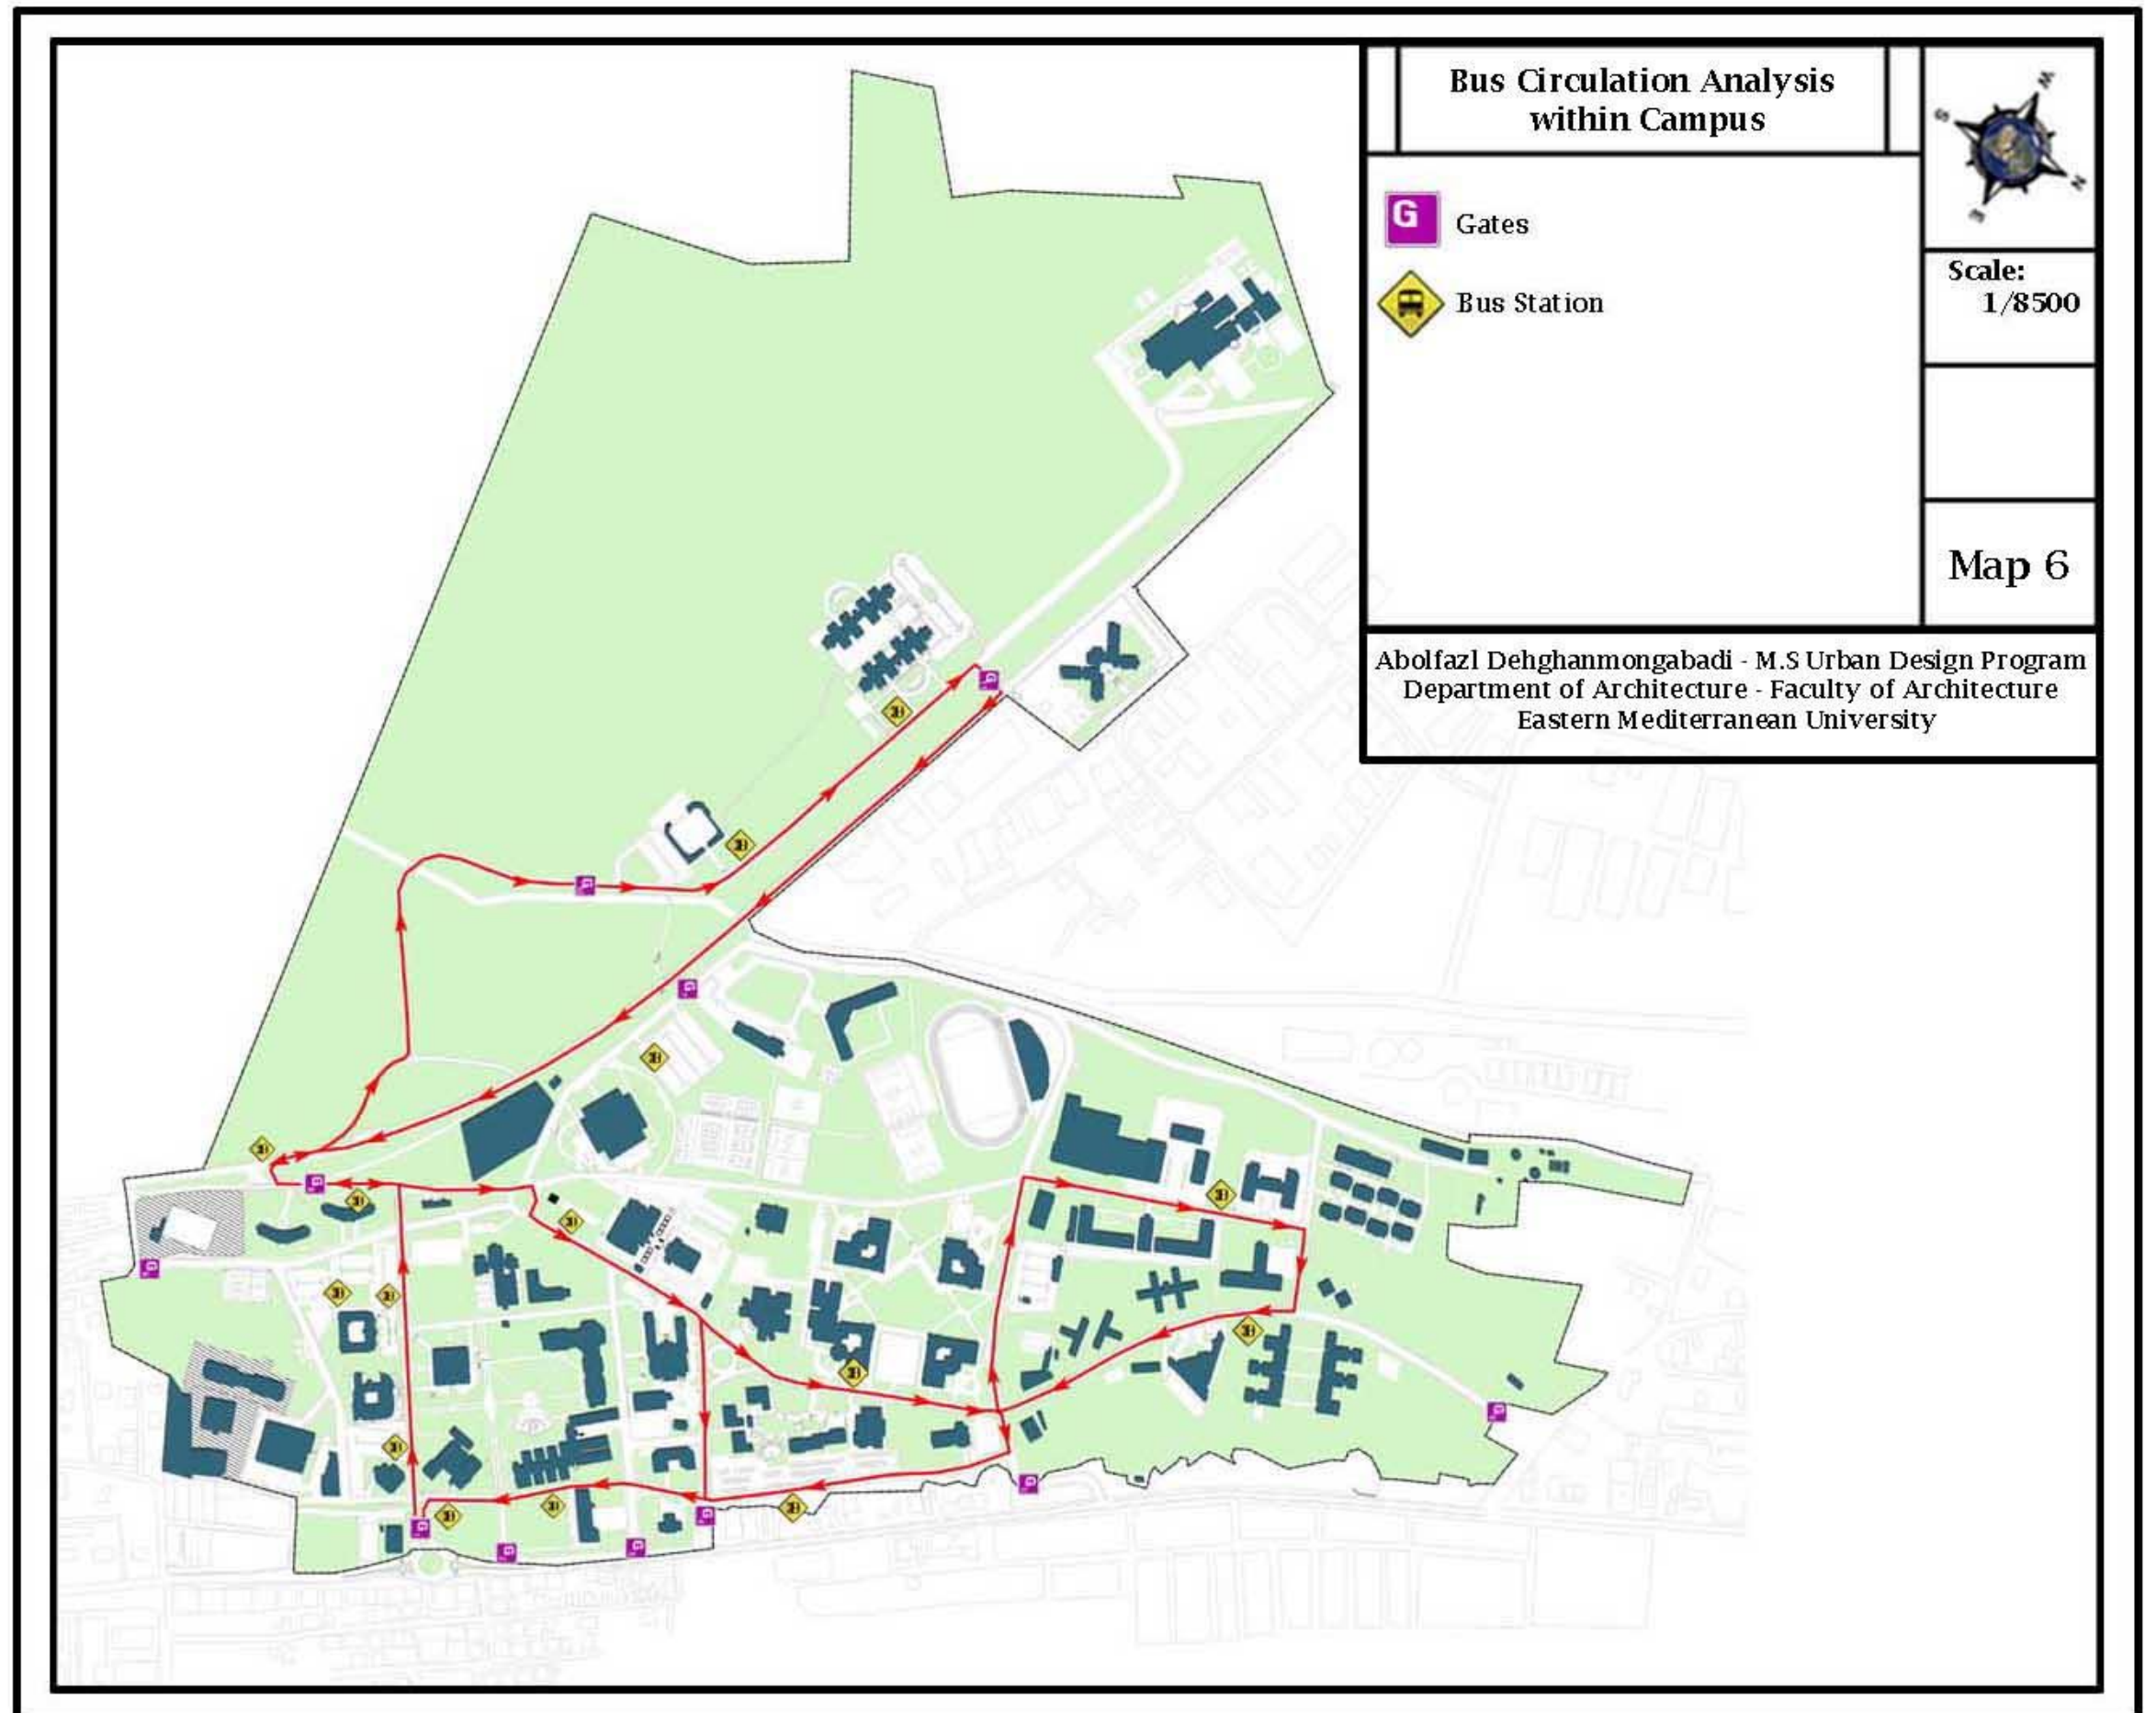 Bus Circulation Analysis
within Campus
G
Gates
Bus Station
Scale:
1/8500
Map 6
Abolfazl Dehghanmongabadi - M.S Urban Design Program
Department of Architecture - Faculty of Architecture
Eastern Mediterranean University